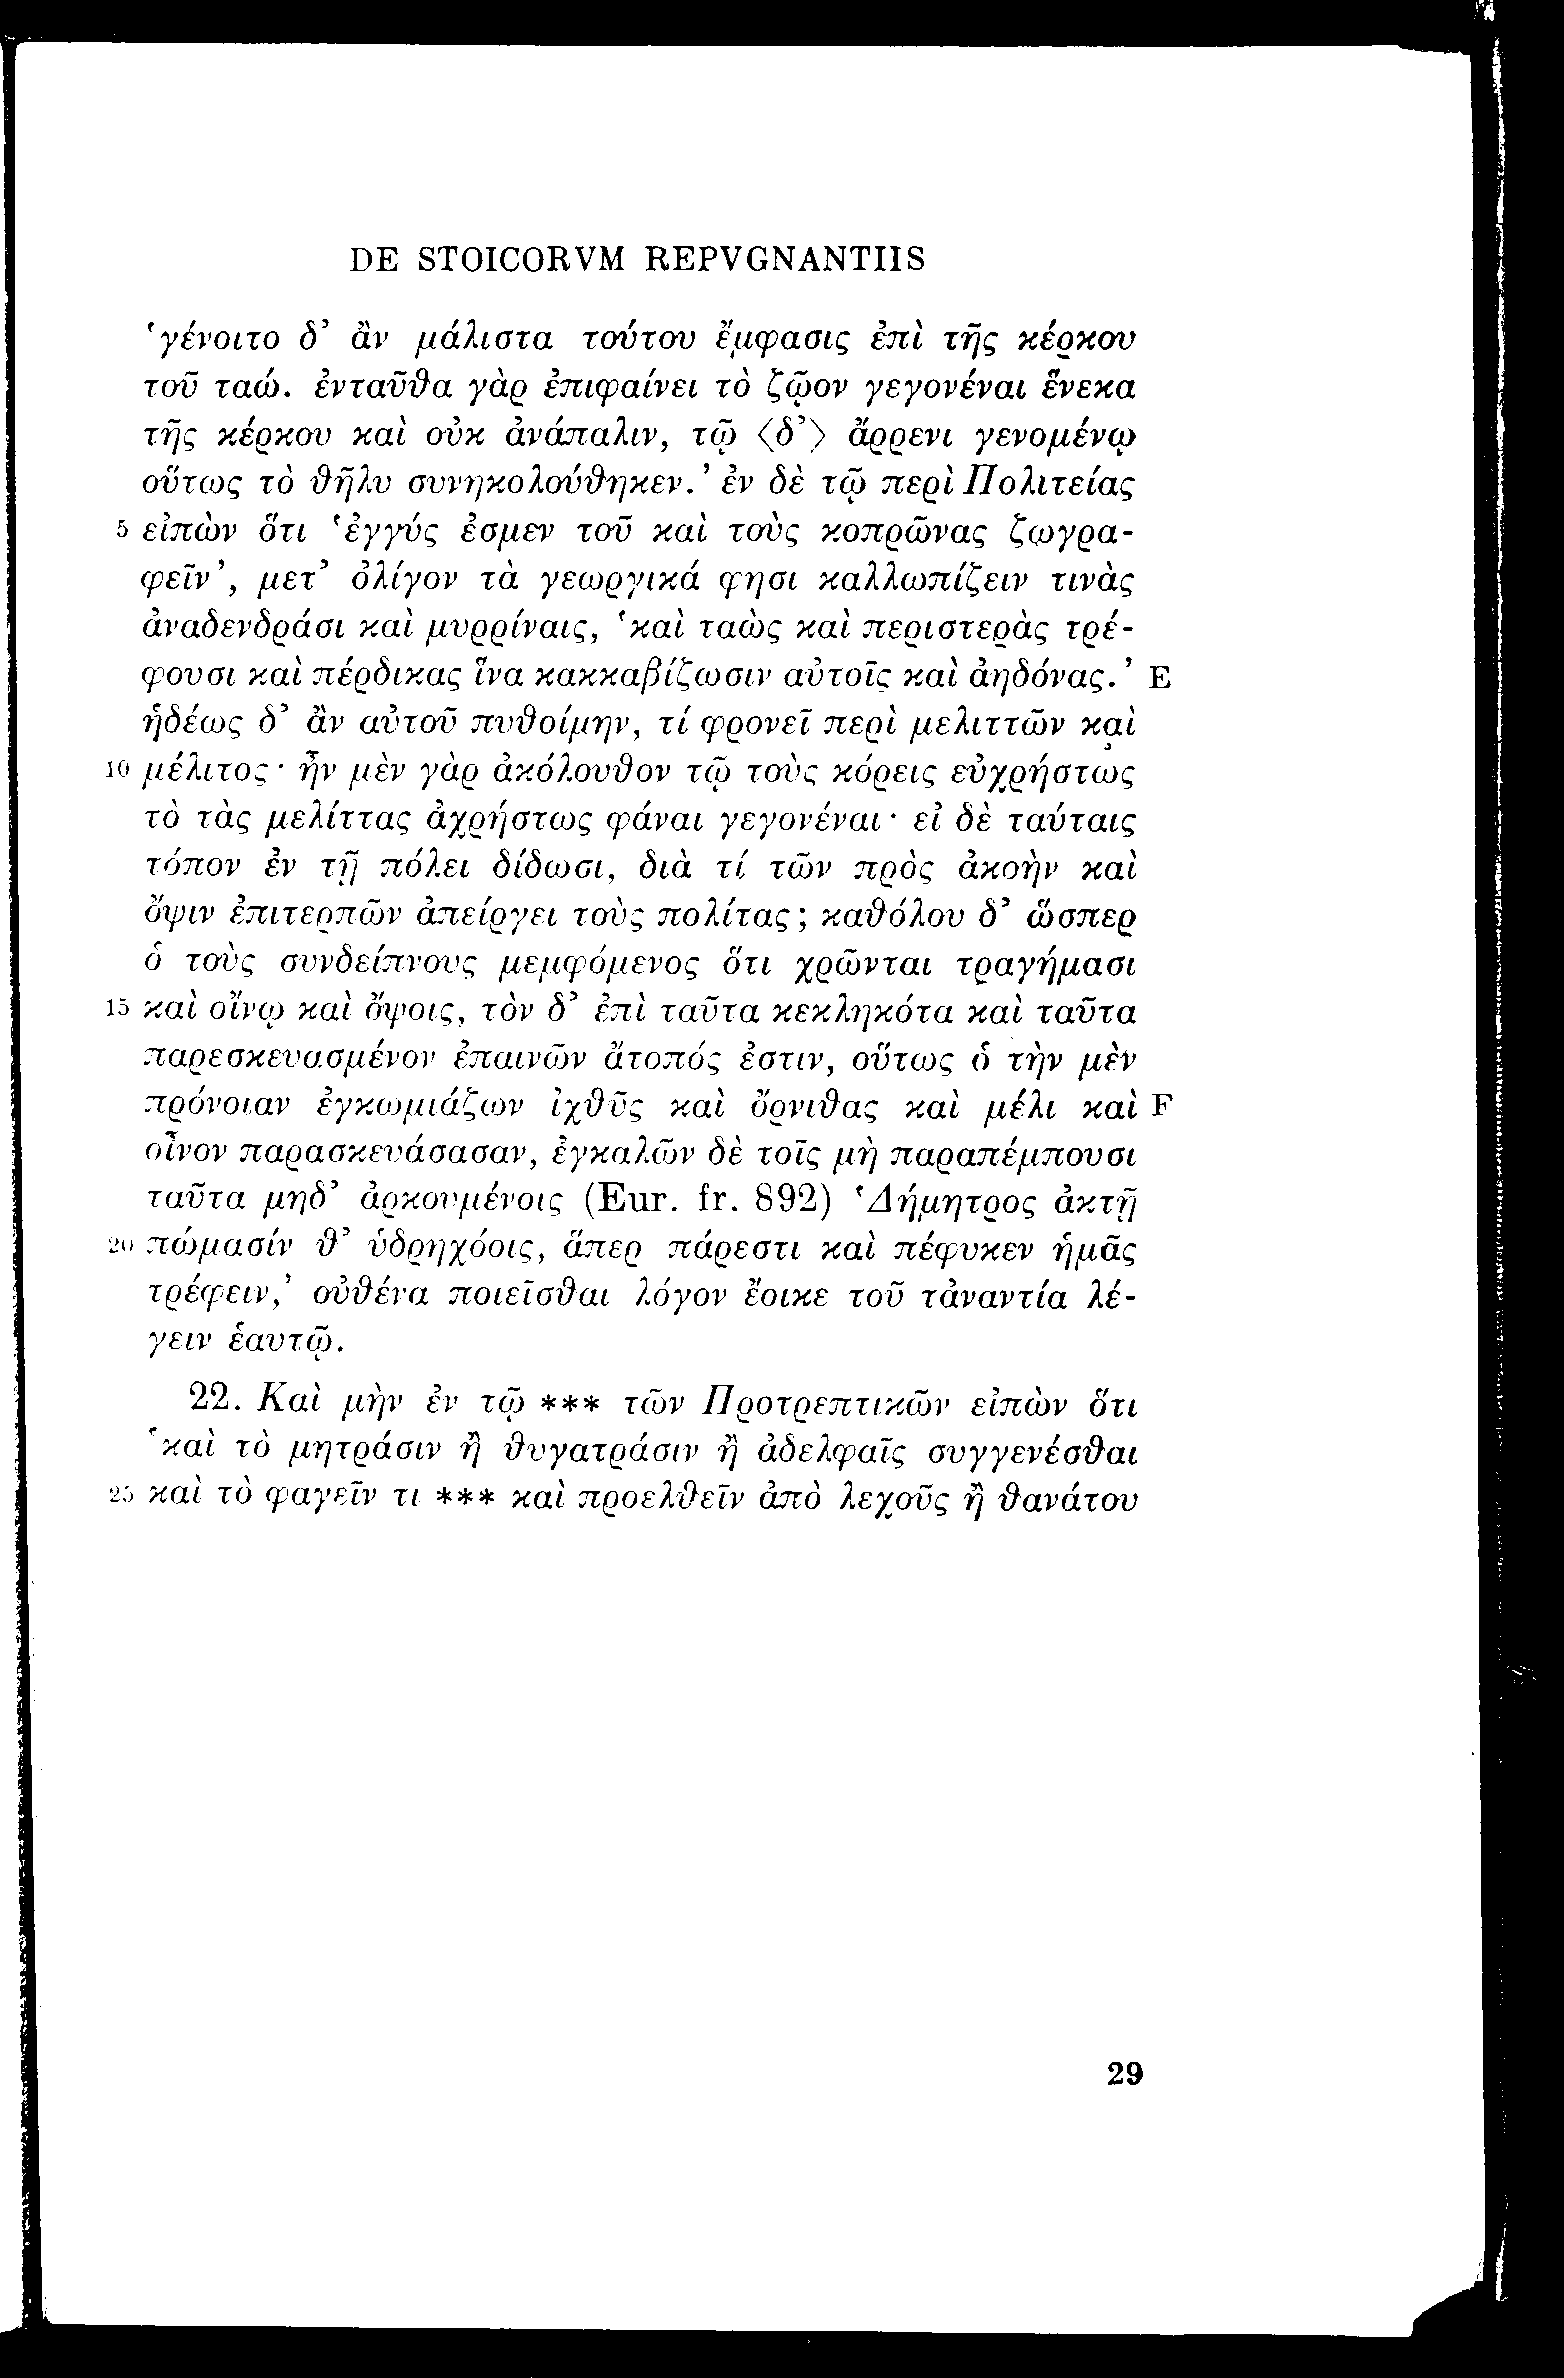 DE STOICORVM REPVGNANTIIS
‘γένοιτο δ’ ἂν μάλιστα τούτου ἔμφασις ἐπὶ τῆς κέρκου
τοῦ ταώ. ἐνταῦθα γὰρ ἐπιφαίνει τὸ ζῷον γεγονέναι ἕνεκα
τῆς κέρκου καὶ οὐκ ἀνάπαλιν, τῷ ⟨δ’⟩ ἄρρενι γενομένῳ
οὕτως τὸ θῆλυ συνηκολούθηκεν.’ ἐν δὲ τῷ περὶ Πολιτείας
5 εἰπὼν ὅτι ‘ἐγγύς ἐσμεν τοῦ καὶ τοὺς κοπρῶνας ζωγρα-
φεῖν’, μετ’ ὀλίγον τὰ γεωργικά φησι καλλωπίζειν τινὰς
ἀναδενδράσι καὶ μυρρίναις, ‘καὶ ταὼς καὶ περιστερὰς τρέ-
φουσι καὶ πέρδικας ἵνα κακκαβίζωσιν αὐτοῖς καὶ ἀηδόνας.’ E
ἡδέως δ’ ἂν αὐτοῦ πυθοίμην, τί φρονεῖ περὶ μελιττῶν καὶ
10 μέλιτος· ἦν μὲν γὰρ ἀκόλουθον τῷ τοὺς κόρεις εὐχρήστως
τὸ τὰς μελίττας ἀχρήστως φάναι γεγονέναι· εἰ δὲ ταύταις
τόπον ἐν τῇ πόλει δίδωσι, διὰ τί τῶν πρὸς ἀκοὴν καὶ
ὄψιν ἐπιτερπῶν ἀπείργει τοὺς πολίτας; καθόλου δ’ ὥσπερ
ὁ τοὺς συνδείπνους μεμφόμενος ὅτι χρῶνται τραγήμασι
15 καὶ οἴνῳ καὶ ὄψοις, τὸν δ’ ἐπὶ ταῦτα κεκληκότα καὶ ταῦτα
παρεσκευασμένον ἐπαινῶν ἄτοπός ἐστιν, οὕτως ὁ τὴν μὲν
πρόνοιαν ἐγκωμιάζων ἰχθῦς καὶ ὄρνιθας καὶ μέλι καὶ F
οἶνον παρασκευάσασαν, ἐγκαλῶν δὲ τοῖς μὴ παραπέμπουσι
ταῦτα μηδ’ ἀρκουμένοις (Eur. fr. 892) ‘Δήμητρος ἀκτῇ
20 πώμασίν θ’ ὑδρηχόοις, ἅπερ πάρεστι καὶ πέφυκεν ἡμᾶς
τρέφειν,’ οὐθένα ποιεῖσθαι λόγον ἔοικε τοῦ τἀναντία λέ-
γειν ἑαυτῷ.
22. Καὶ μὴν ἐν τῷ *** τῶν Προτρεπτικῶν εἰπὼν ὅτι
‘καὶ τὸ μητράσιν ἢ θυγατράσιν ἢ ἀδελφαῖς συγγενέσθαι
25 καὶ τὸ φαγεῖν τι *** καὶ προελθεῖν ἀπὸ λεχοῦς ἢ θανάτου
29